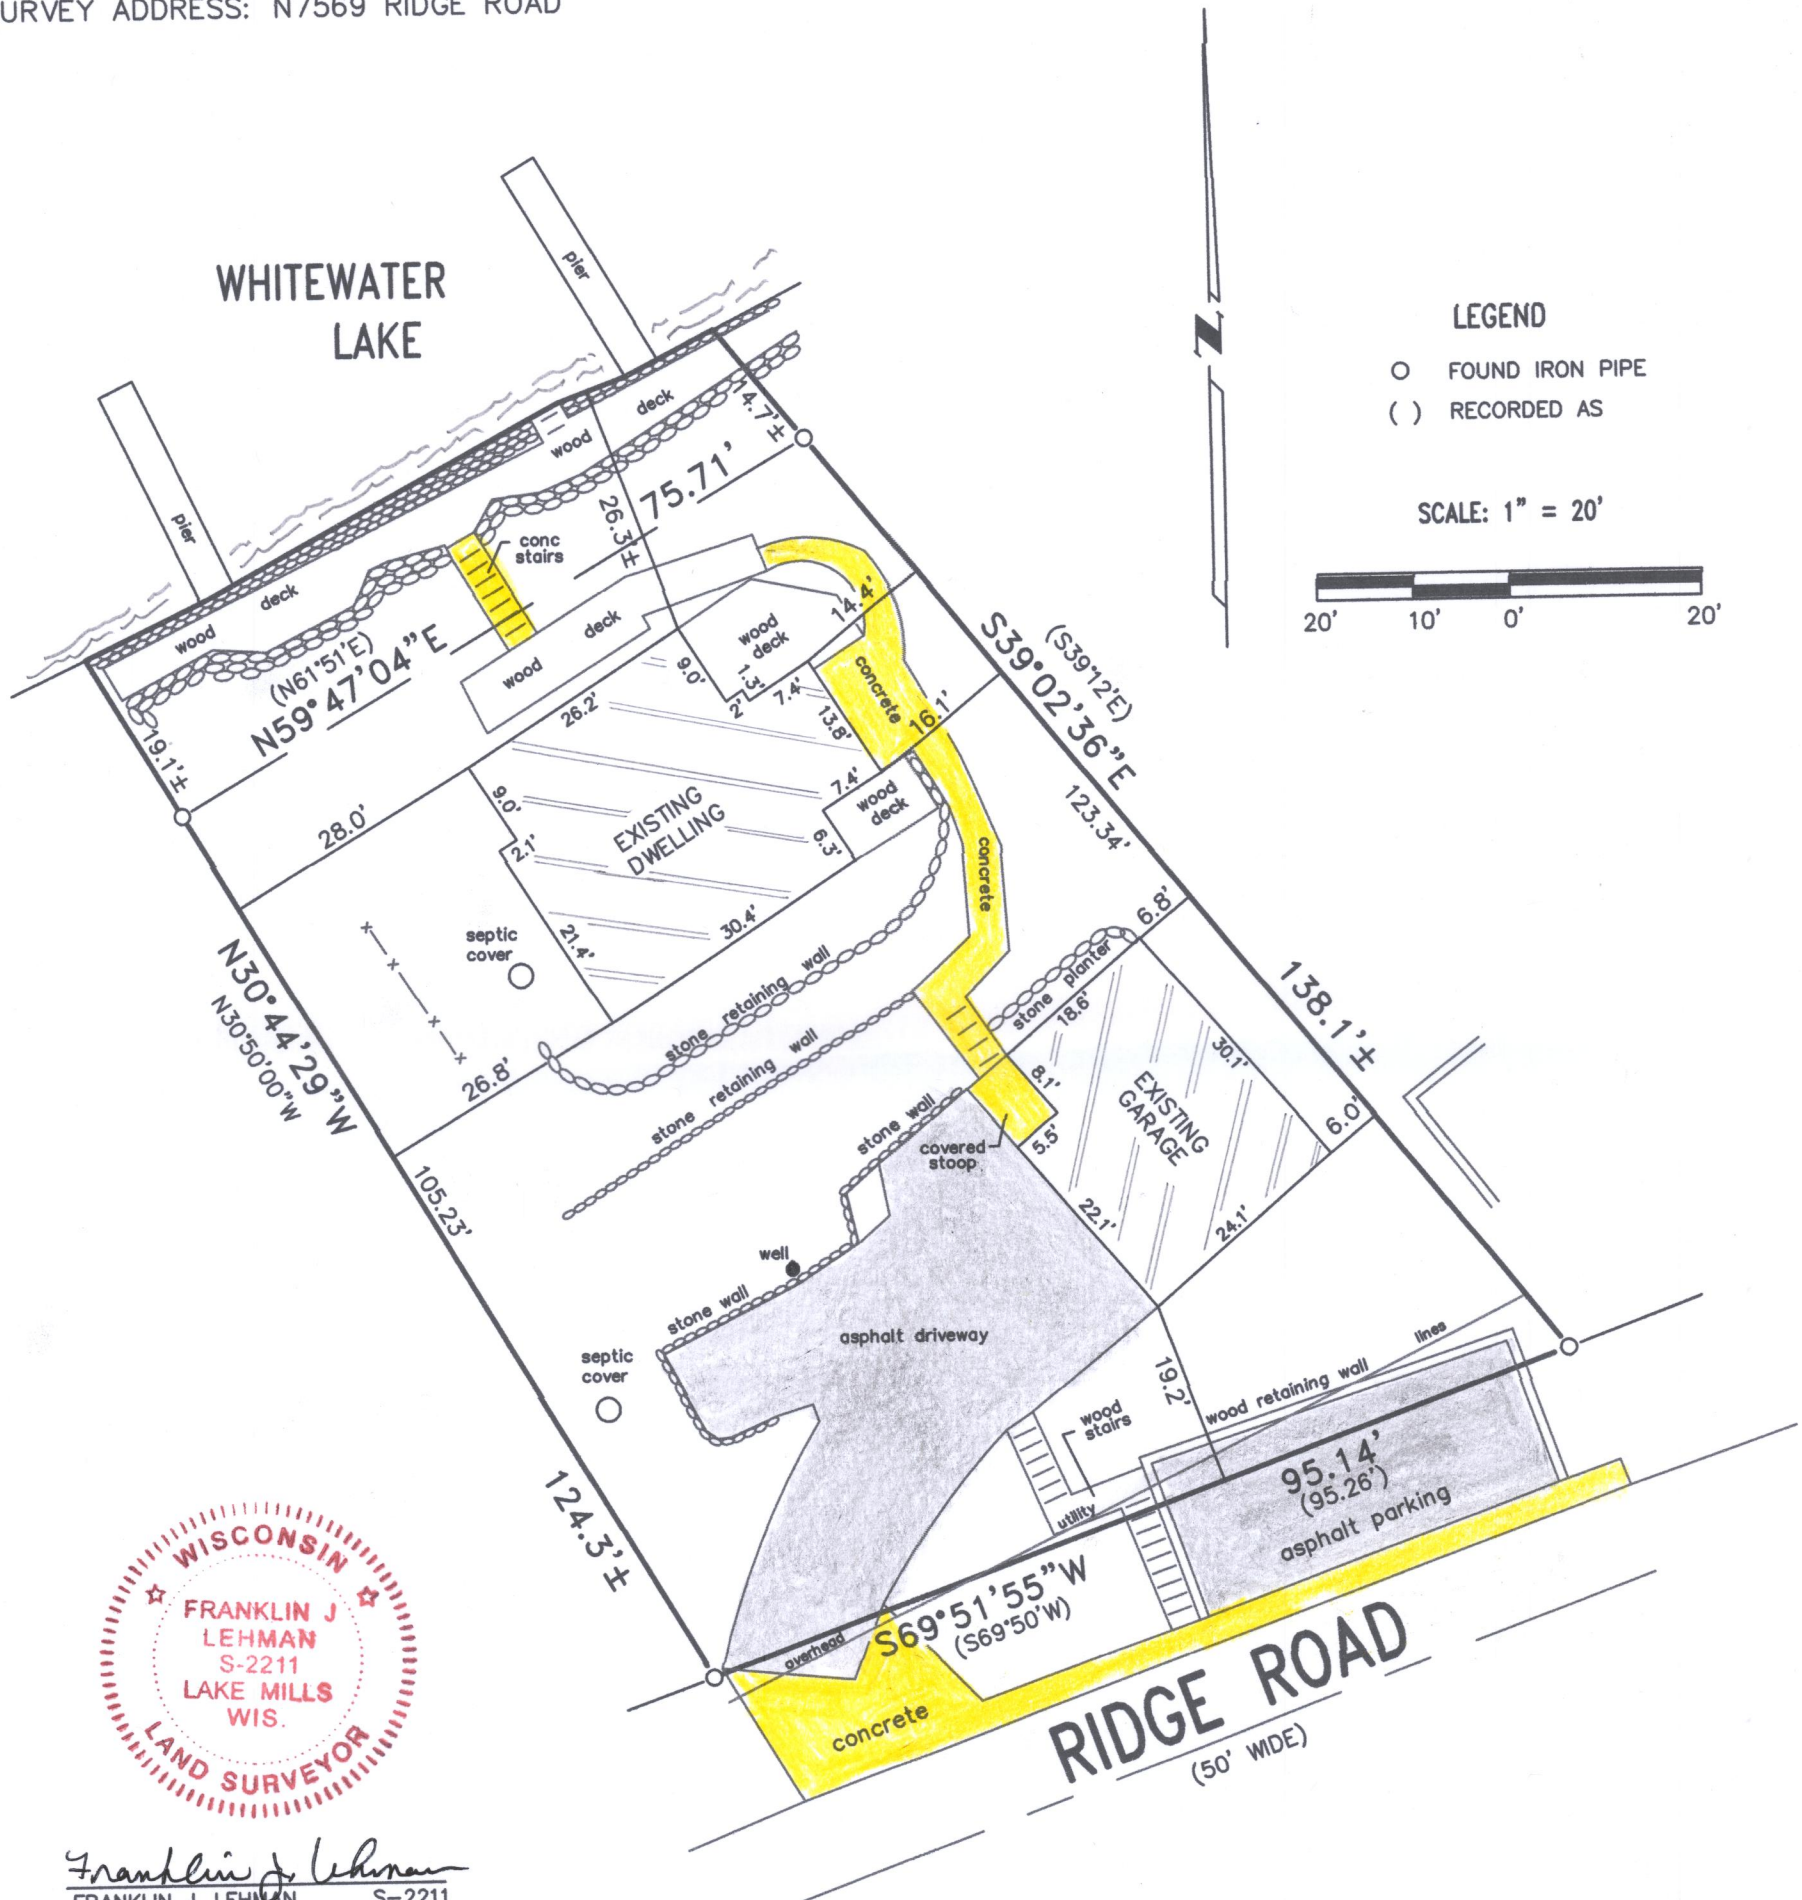 URVEY ADDRESS: N7569 RIDGE ROAD
WHITEWATER
LAKE
pier
pier
LEGEND
FOUND IRON PIPE
( ) RECORDED AS
SCALE: 1" = 20'
20' 10' 0' 20'
deck
wood
14.7'±
75.71'
26.3'±
conc
stairs
deck
wood
(N61°51'E)
N59°47'04"E
19.1'±
deck
wood
wood
deck
14.4'
concrete
S39°02'36"E
(S39°12'E)
123.34'
138.1'±
9.0'
1.3'
2'
7.4'
13.8'
16.1'
26.2'
28.0'
9.0'
2.1'
EXISTING
DWELLING
7.4'
wood
deck
6.3'
30.4'
21.4'
septic
cover
concrete
6.8'
stone planter
18.6'
30.1'
8.1'
EXISTING
GARAGE
6.0'
5.5'
22.1'
24.1'
N30°44'29"W
N30°50'00"W
26.8'
105.23'
124.3'±
stone retaining wall
stone retaining wall
stone wall
covered
stoop
well
stone wall
asphalt driveway
septic
cover
19.2'
wood
stairs
wood retaining wall
lines
utility
overhead
95.14'
(95.26')
asphalt parking
S69°51'55"W
(S69°50'W)
concrete
RIDGE ROAD
(50' WIDE)
WISCONSIN
FRANKLIN J
LEHMAN
S-2211
LAKE MILLS
WIS.
LAND SURVEYOR
Franklin J. Lehman
FRANKLIN J. LEHMAN S-2211